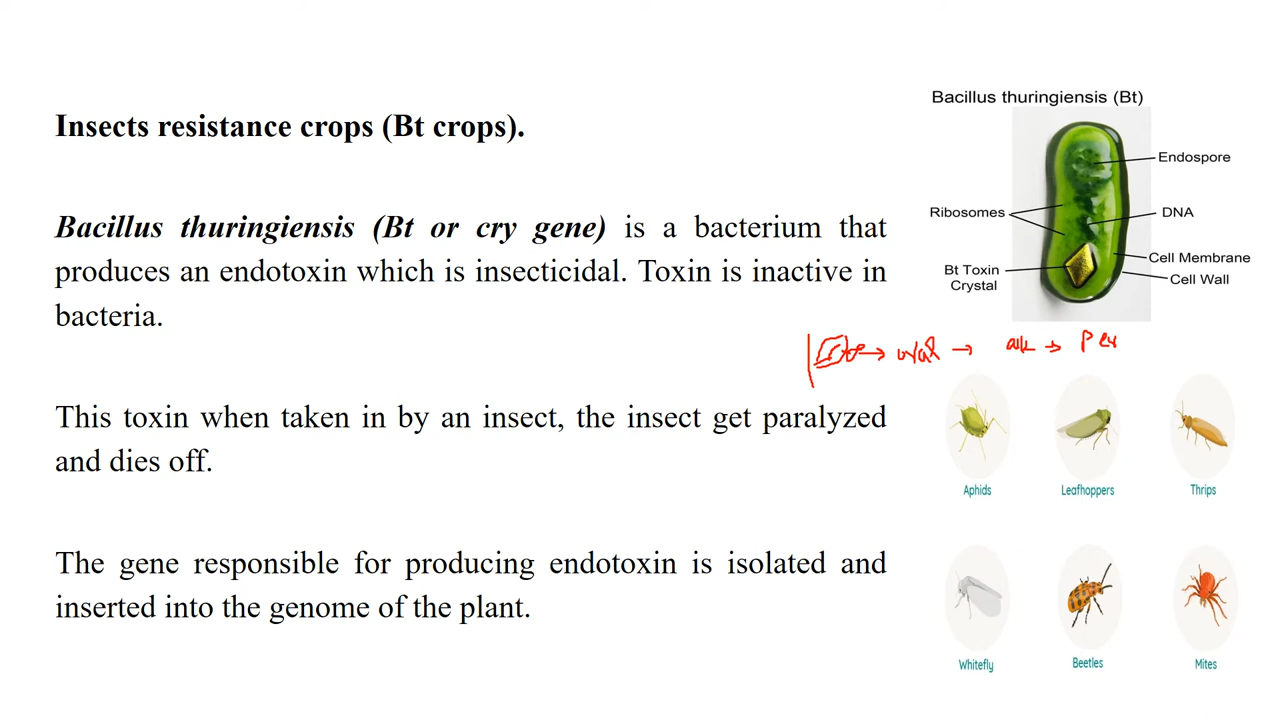 Insects resistance crops (Bt crops).
Bacillus thuringiensis (Bt or cry gene) is a bacterium that
produces an endotoxin which is insecticidal. Toxin is inactive in
bacteria.
This toxin when taken in by an insect, the insect get paralyzed
and dies off.
The gene responsible for producing endotoxin is isolated and
inserted into the genome of the plant.
Bacillus thuringiensis (Bt)
Endospore
Ribosomes
DNA
Cell Membrane
Bt Toxin
Crystal
Cell Wall
Aphids
Leafhoppers
Thrips
Whitefly
Beetles
Mites